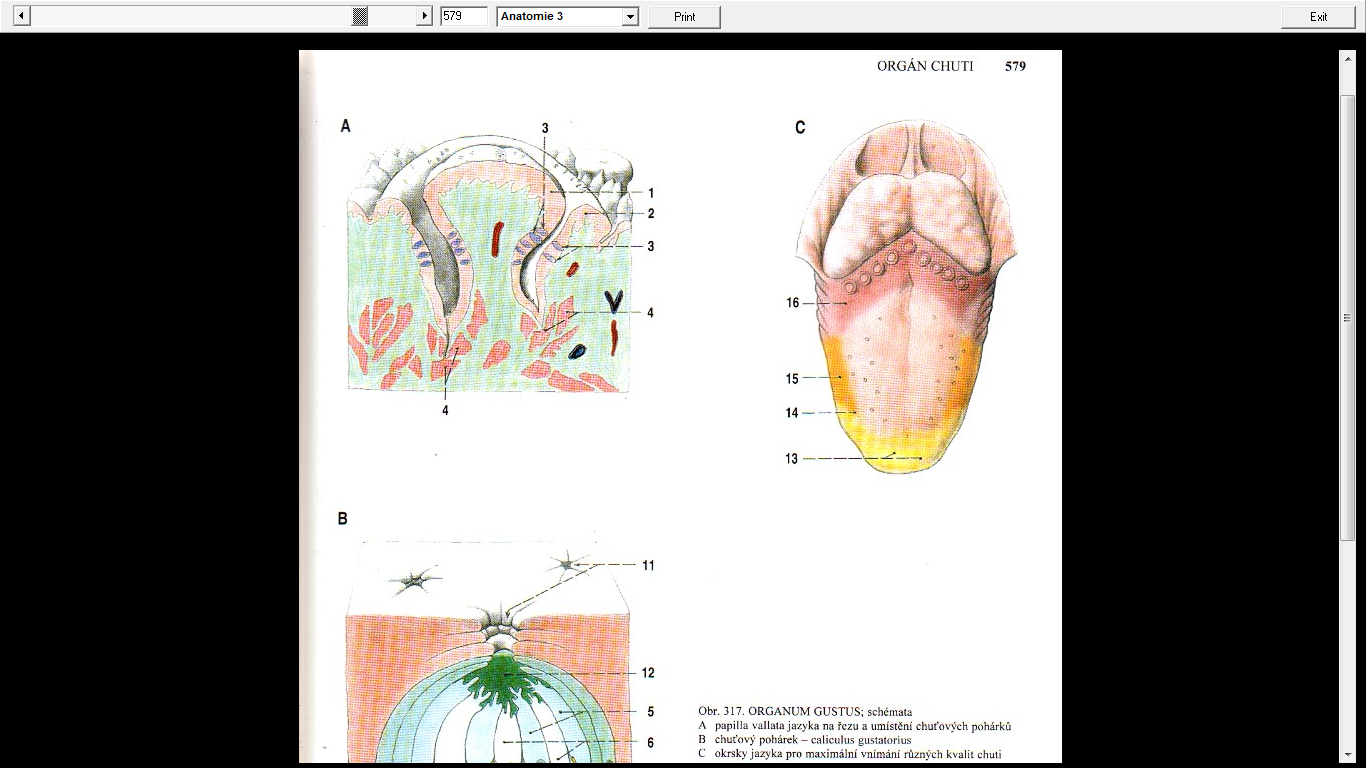 579
Anatomie 3
Print
Exit
ORGÁN CHUTI 579
A
3
1
2
3
4
4
C
16
15
14
13
B
11
12
5
6
Obr. 317. ORGANUM GUSTUS; schémata
A papilla vallata jazyka na řezu a umístění chuťových pohárků
B chuťový pohárek – caliculus gustatorius
C okrsky jazyka pro maximální vnímání různých kvalit chuti